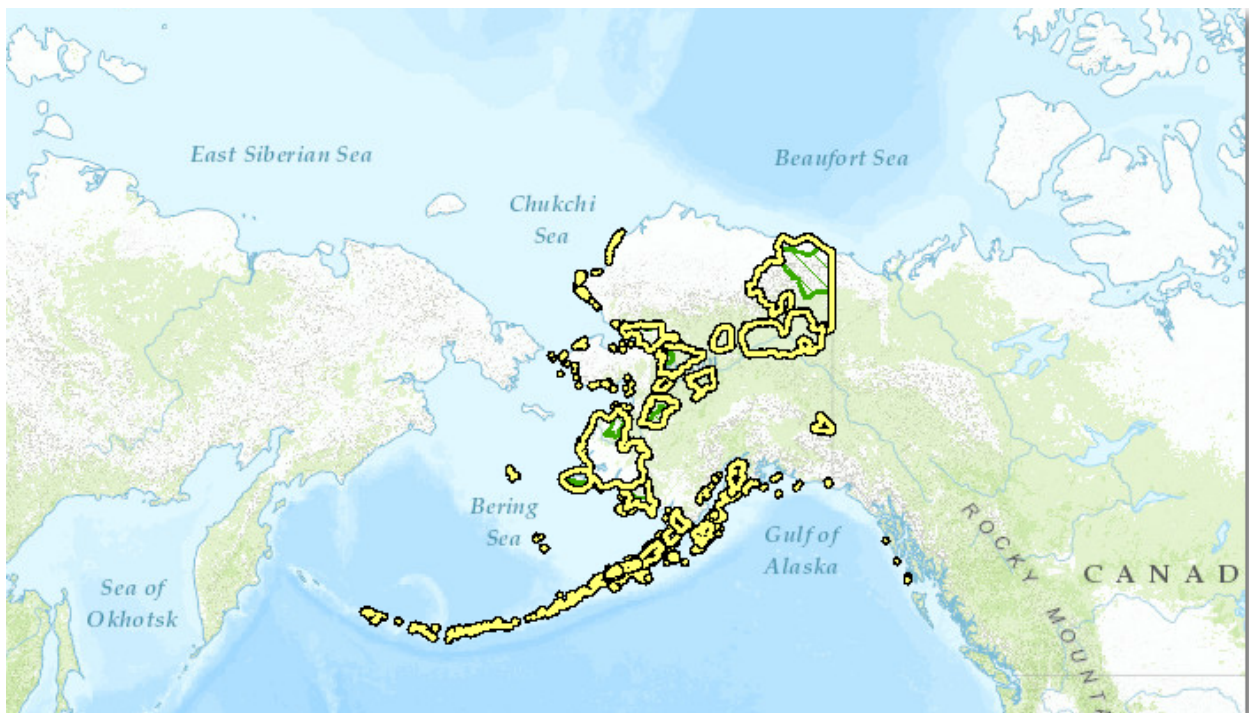 East Siberian Sea
Beaufort Sea
Chukchi
Sea
Bering
Sea
Gulf of
Alaska
Sea of
Okhotsk
ROCKY
MOUNTA
CANAD